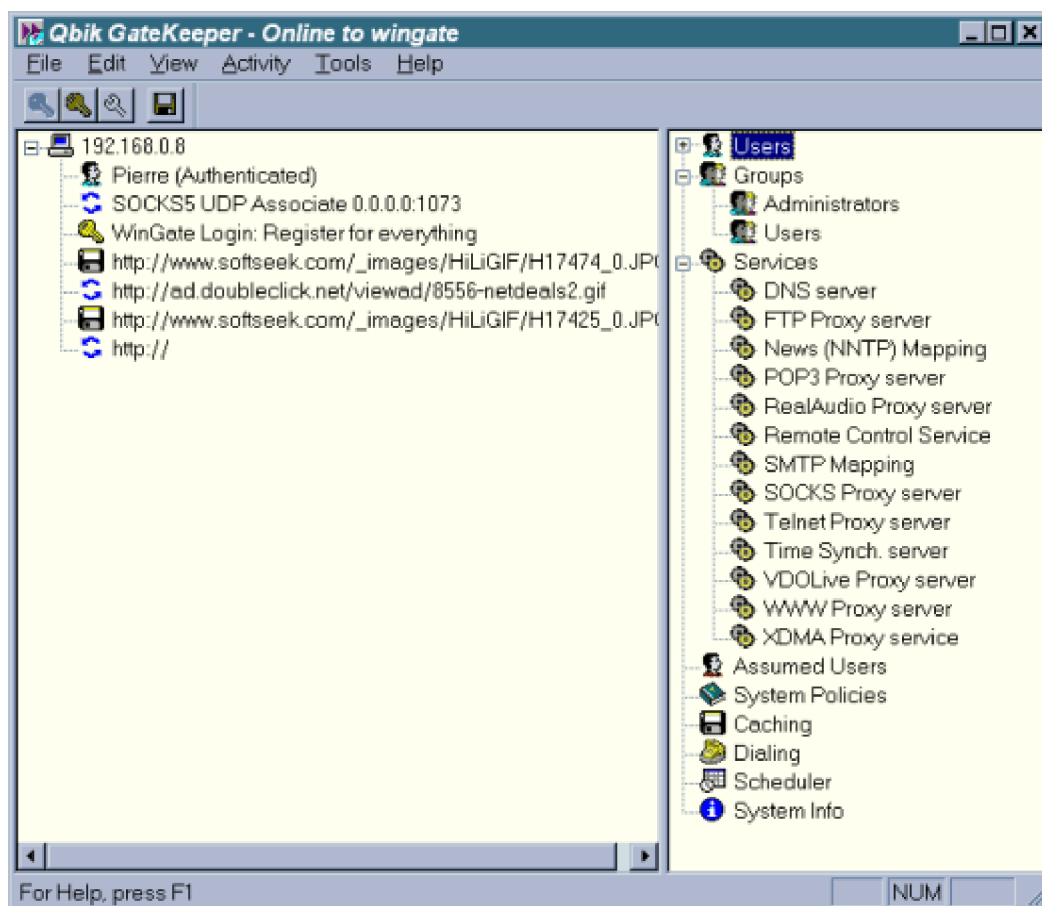 Qbik GateKeeper - Online to wingate
File Edit View Activity Tools Help
192.168.0.8
Pierre (Authenticated)
SOCKS5 UDP Associate 0.0.0.0:1073
WinGate Login: Register for everything
http://www.softseek.com/_images/HiLiGIF/H17474_0.JP
http://ad.doubleclick.net/viewad/8556-netdeals2.gif
http://www.softseek.com/_images/HiLiGIF/H17425_0.JP
http://
Users
Groups
Administrators
Users
Services
DNS server
FTP Proxy server
News (NNTP) Mapping
POP3 Proxy server
RealAudio Proxy server
Remote Control Service
SMTP Mapping
SOCKS Proxy server
Telnet Proxy server
Time Synch. server
VDOLive Proxy server
WWW Proxy server
XDMA Proxy service
Assumed Users
System Policies
Caching
Dialing
Scheduler
System Info
For Help, press F1
NUM